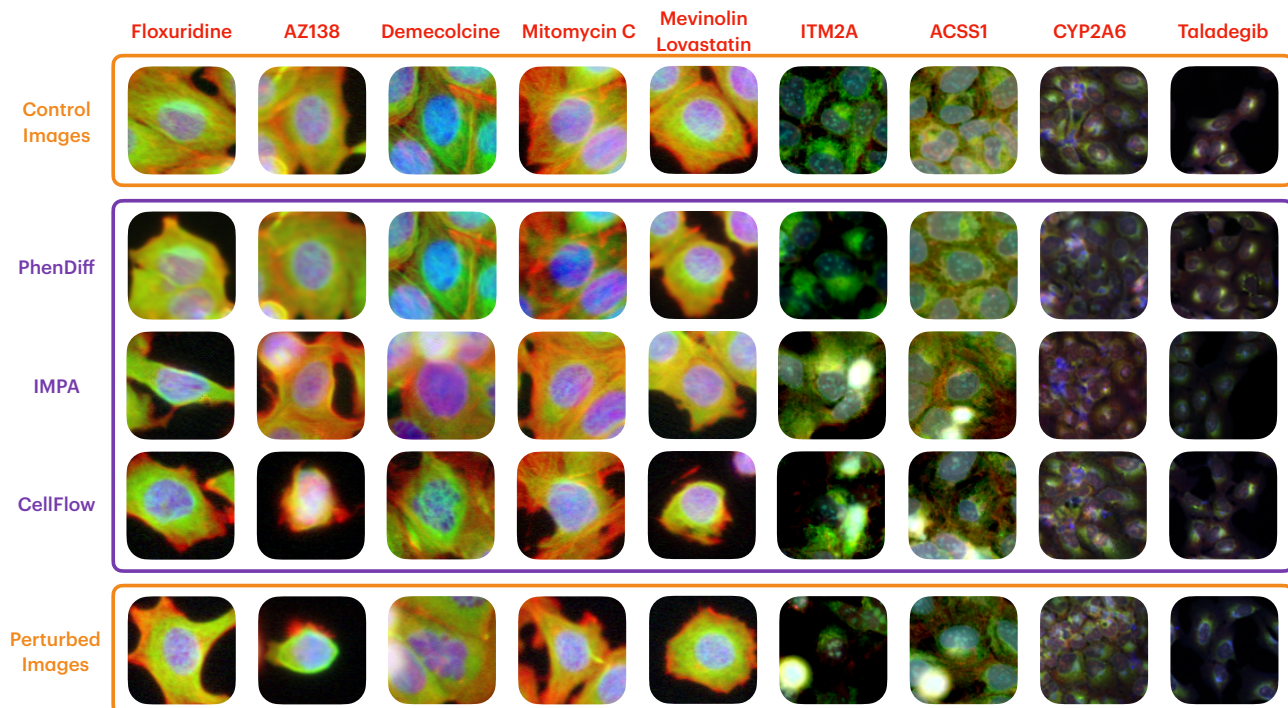 Floxuridine AZ138 Demecolcine Mitomycin C Mevinolin Lovastatin ITM2A ACSS1 CYP2A6 Taladegib
Control
Images
PhenDiff
IMPA
CellFlow
Perturbed
Images